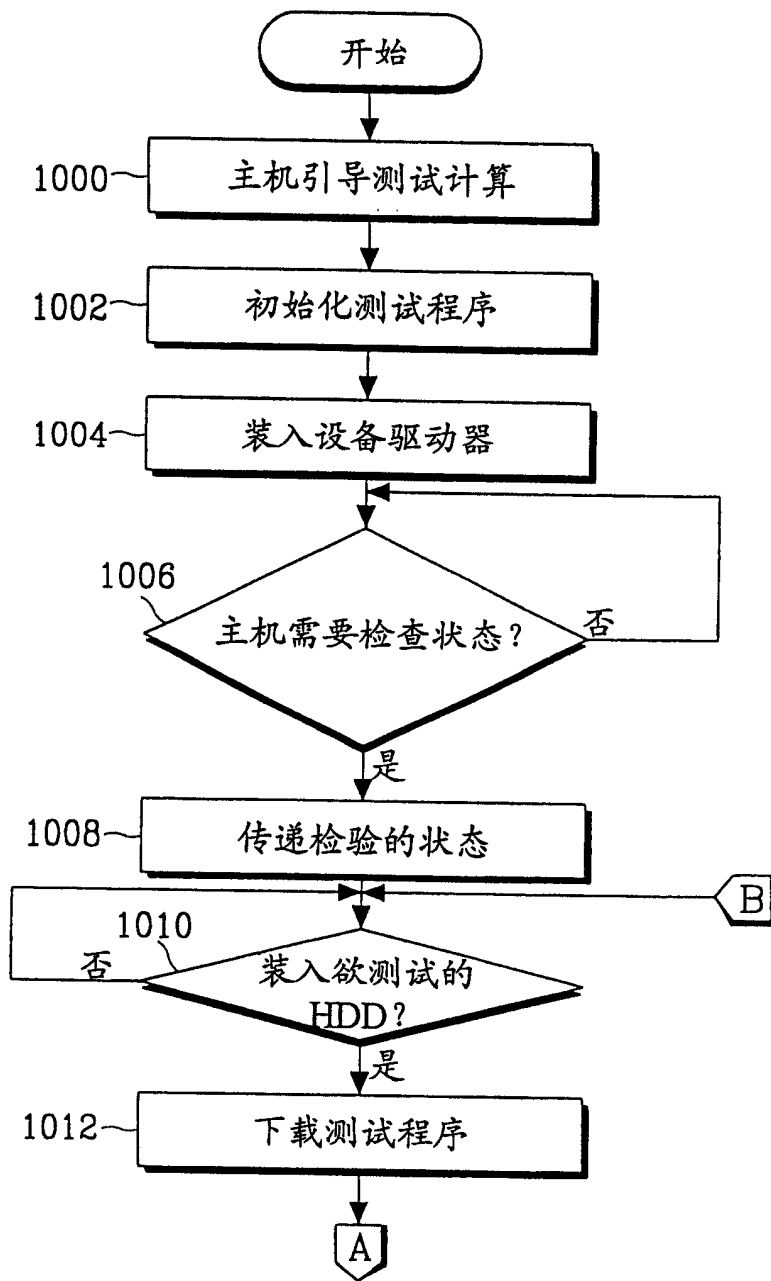 开始
1000
主机引导测试计算
1002
初始化测试程序
1004
装入设备驱动器
1006
主机需要检查状态?
否
是
1008
传递检验的状态
B
1010
否
装入欲测试的
HDD?
是
1012
下载测试程序
A